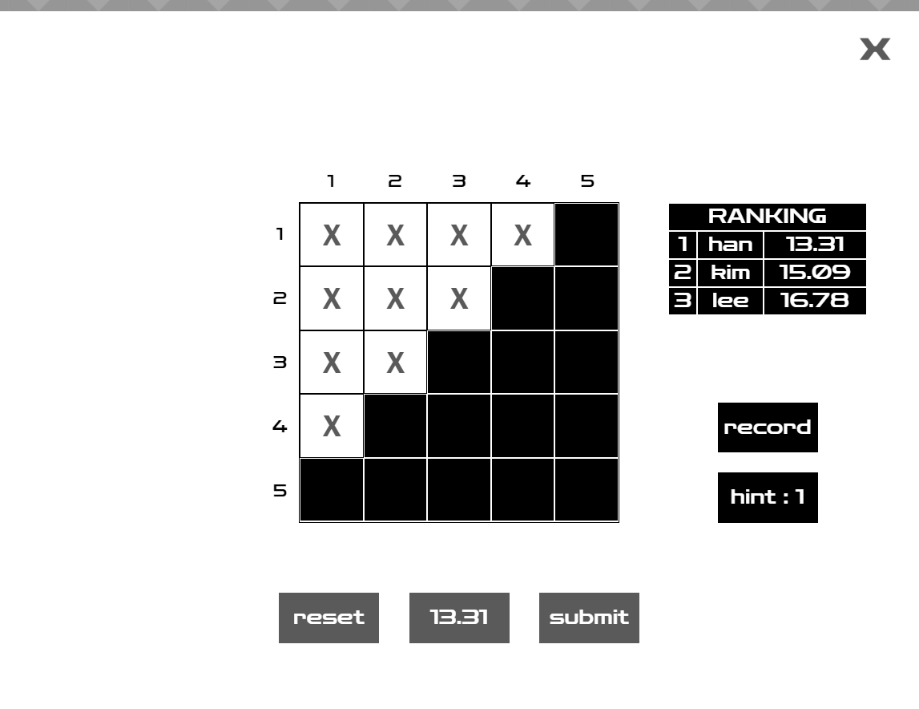 X
1 2 3 4 5
1 X X X X
2 X X X
3 X X
4 X
5
RANKING
1 han 13.31
2 kim 15.09
3 lee 16.78
record
hint : 1
reset 13.31 submit